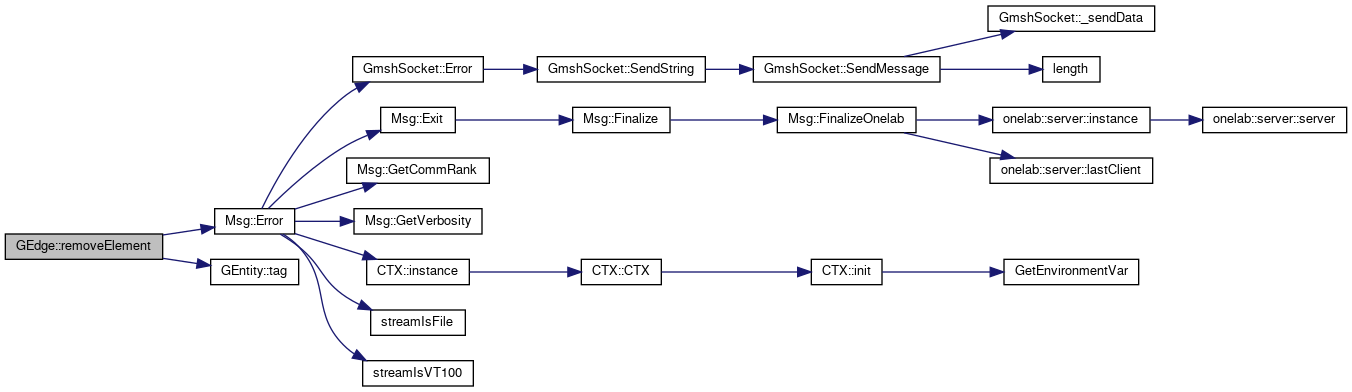 GEdge::removeElement
Msg::Error
GmshSocket::Error
GmshSocket::SendString
GmshSocket::SendMessage
GmshSocket::_sendData
length
Msg::Exit
Msg::Finalize
Msg::FinalizeOnelab
onelab::server::instance
onelab::server::server
onelab::server::lastClient
Msg::GetCommRank
Msg::GetVerbosity
CTX::instance
CTX::CTX
CTX::init
GetEnvironmentVar
streamIsFile
streamIsVT100
GEntity::tag